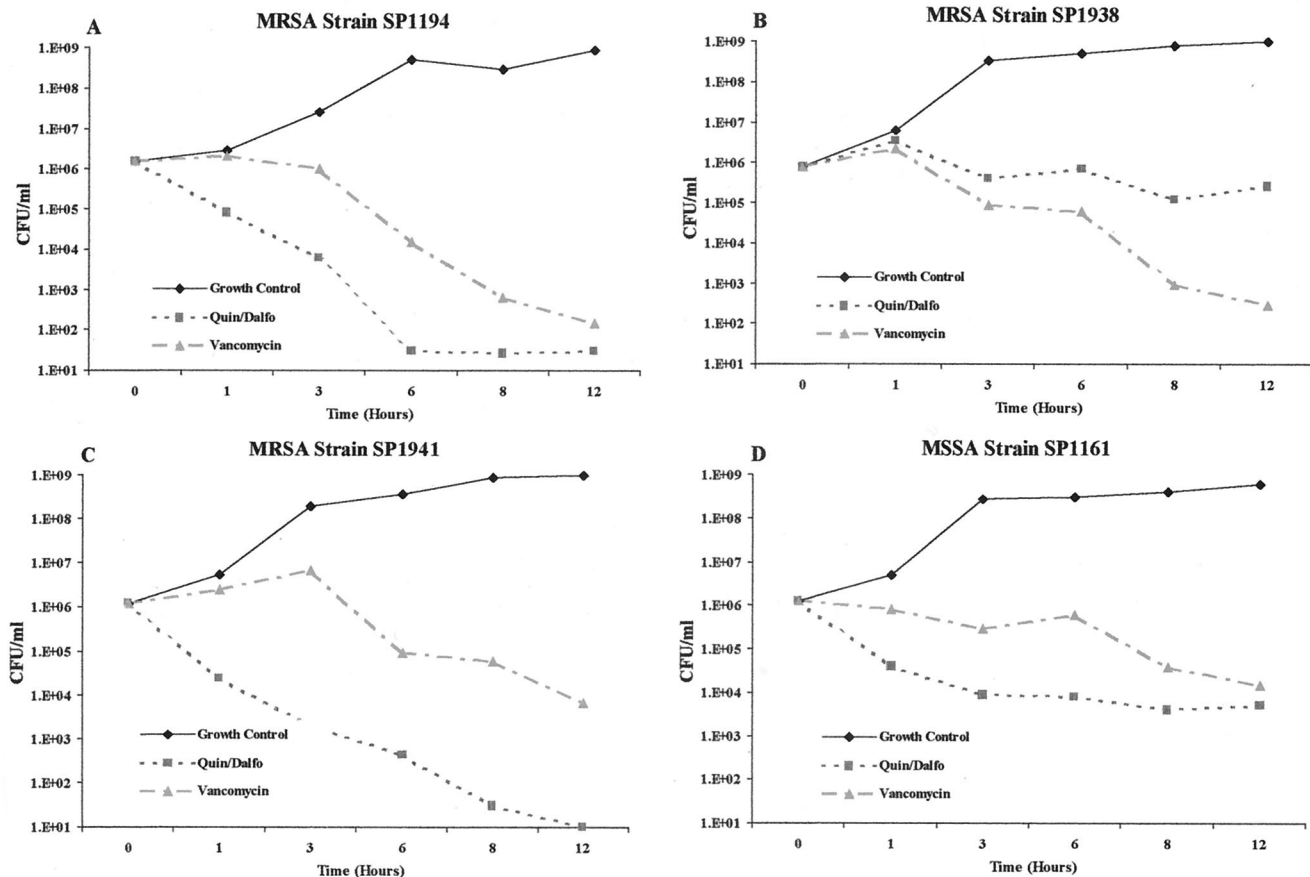 A
MRSA Strain SP1194
1.E+09
1.E+08
1.E+07
1.E+06
1.E+05
1.E+04
1.E+03
1.E+02
1.E+01
CFU/ml
Growth Control
Quin/Dalfo
Vancomycin
0 1 3 6 8 12
Time (Hours)
B
MRSA Strain SP1938
1.E+09
1.E+08
1.E+07
1.E+06
1.E+05
1.E+04
1.E+03
1.E+02
1.E+01
CFU/ml
Growth Control
Quin/Dalfo
Vancomycin
0 1 3 6 8 12
Time (Hours)
C
MRSA Strain SP1941
1.E+09
1.E+08
1.E+07
1.E+06
1.E+05
1.E+04
1.E+03
1.E+02
1.E+01
CFU/ml
Growth Control
Quin/Dalfo
Vancomycin
0 1 3 6 8 12
Time (Hours)
D
MSSA Strain SP1161
1.E+09
1.E+08
1.E+07
1.E+06
1.E+05
1.E+04
1.E+03
1.E+02
1.E+01
CFU/ml
Growth Control
Quin/Dalfo
Vancomycin
0 1 3 6 8 12
Time (Hours)